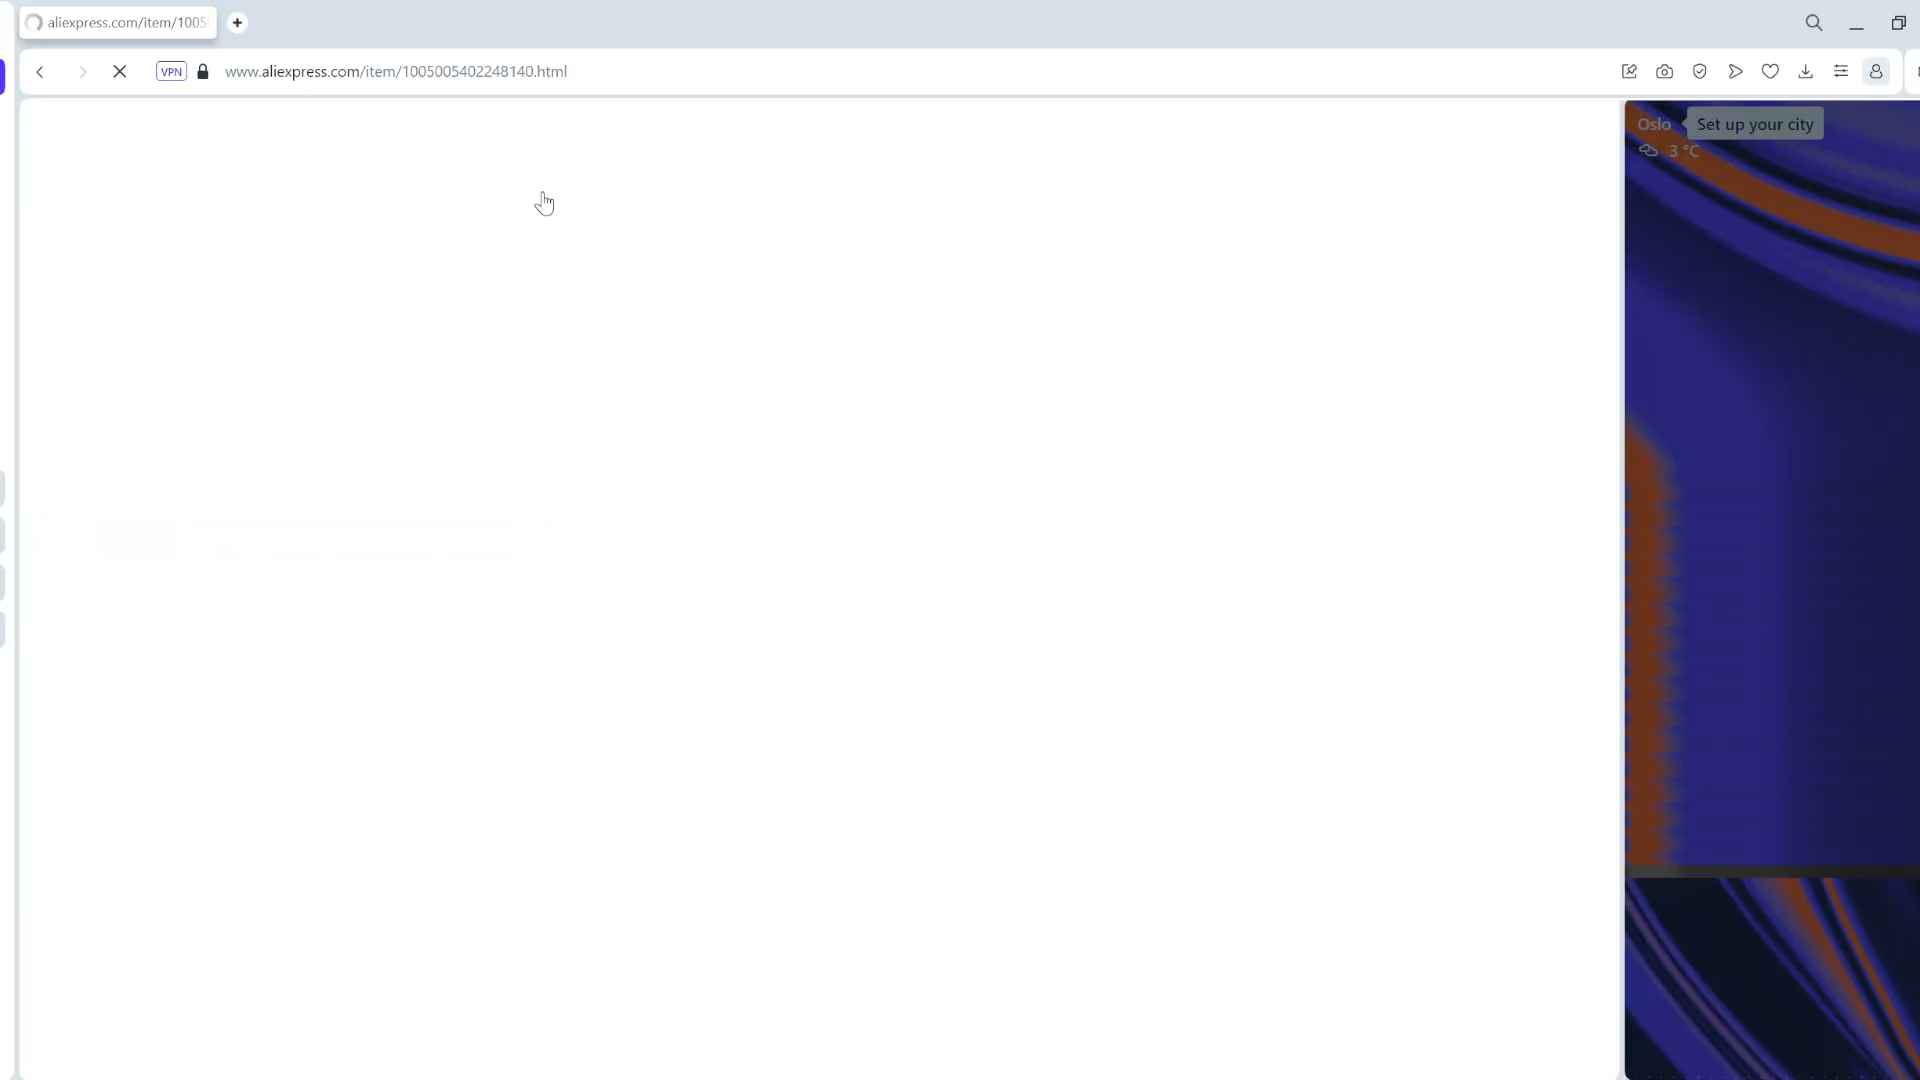 aliexpress.com/item/1005
VPN
www.aliexpress.com/item/1005005402248140.html
Oslo
Set up your city
3 °C